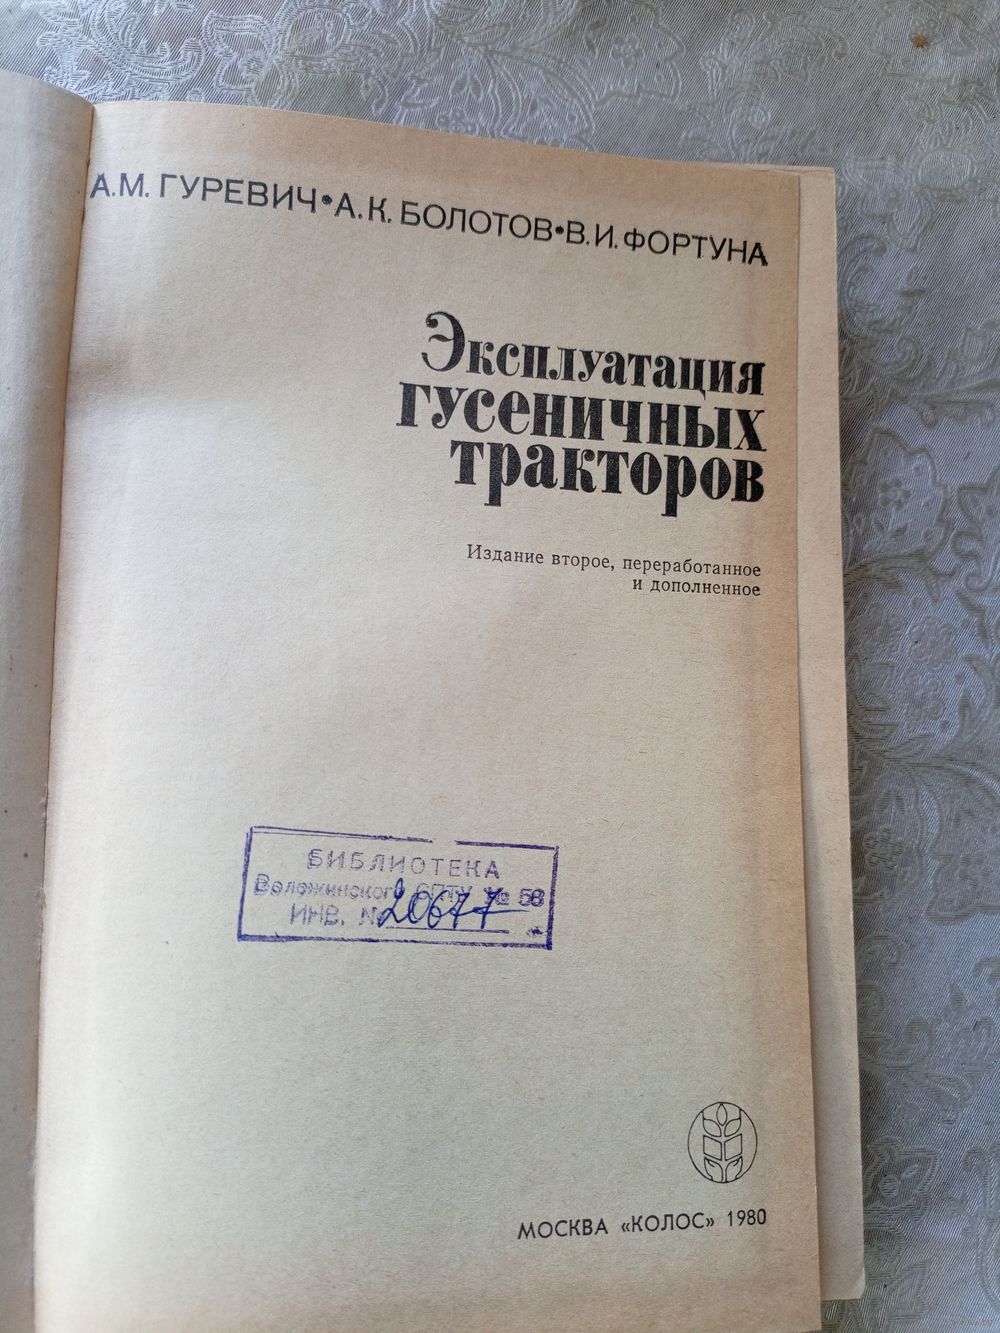 А.М. ГУРЕВИЧ•А.К. БОЛОТОВ•В.И. ФОРТУНА
Эксплуатация
гусеничных
тракторов
Издание второе, переработанное
и дополненное
БИБЛИОТЕКА
Воложинского СПТУ № 58
ИНВ. № 20677
МОСКВА «КОЛОС» 1980